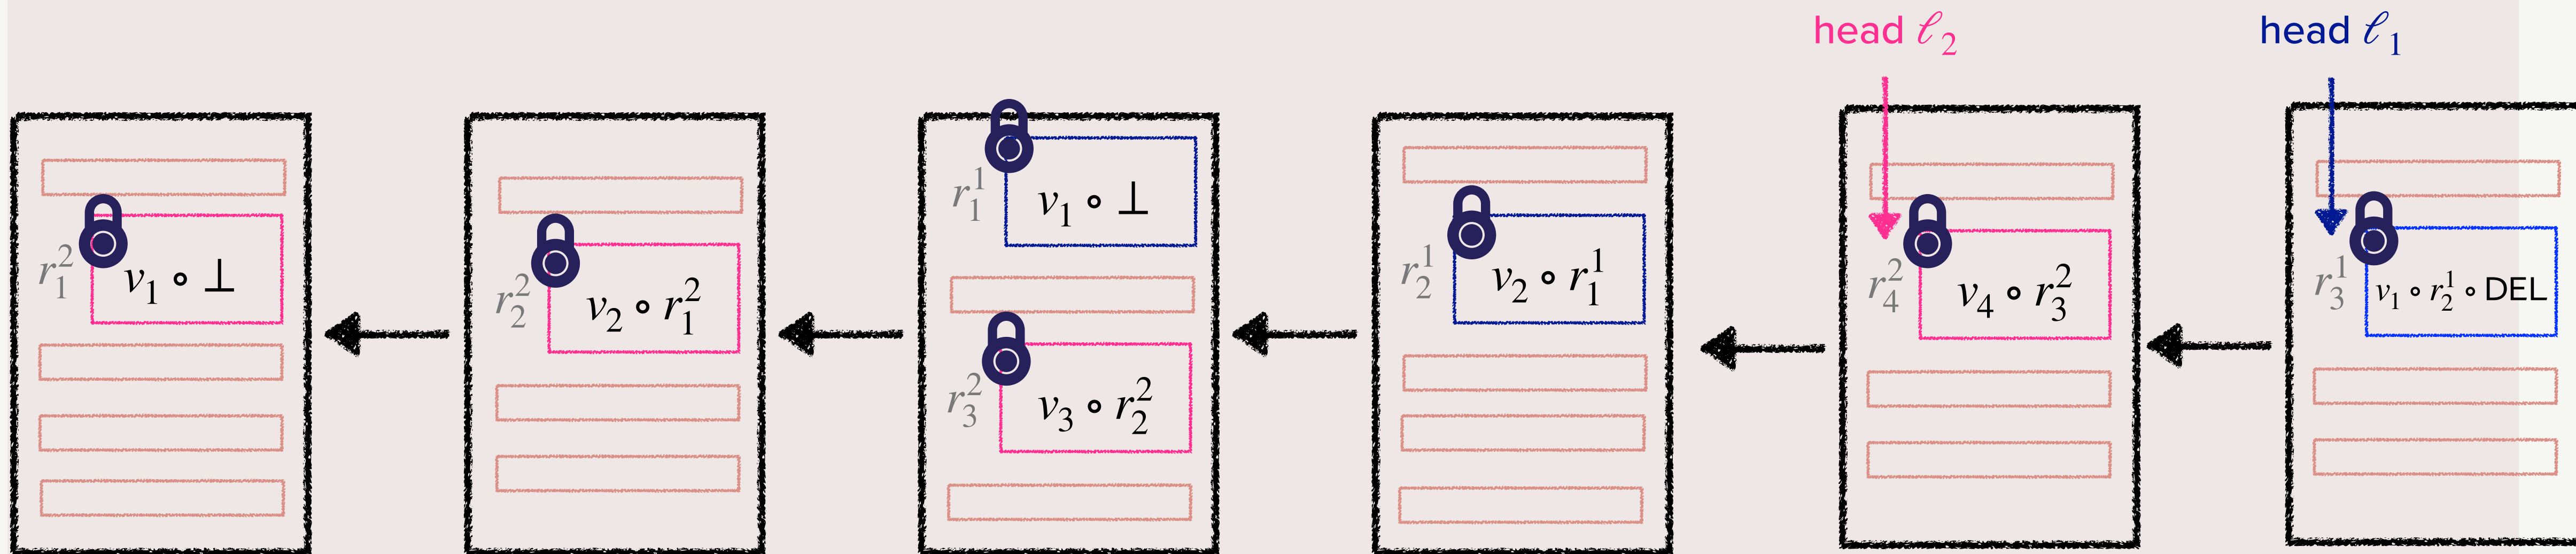 head ℓ₂
head ℓ₁
r₁²
v₁ ∘ ⊥
r₂²
v₂ ∘ r₁²
r₁¹
v₁ ∘ ⊥
r₃²
v₃ ∘ r₂²
r₂¹
v₂ ∘ r₁¹
r₄²
v₄ ∘ r₃²
r₃¹
v₁ ∘ r₂¹ ∘ DEL